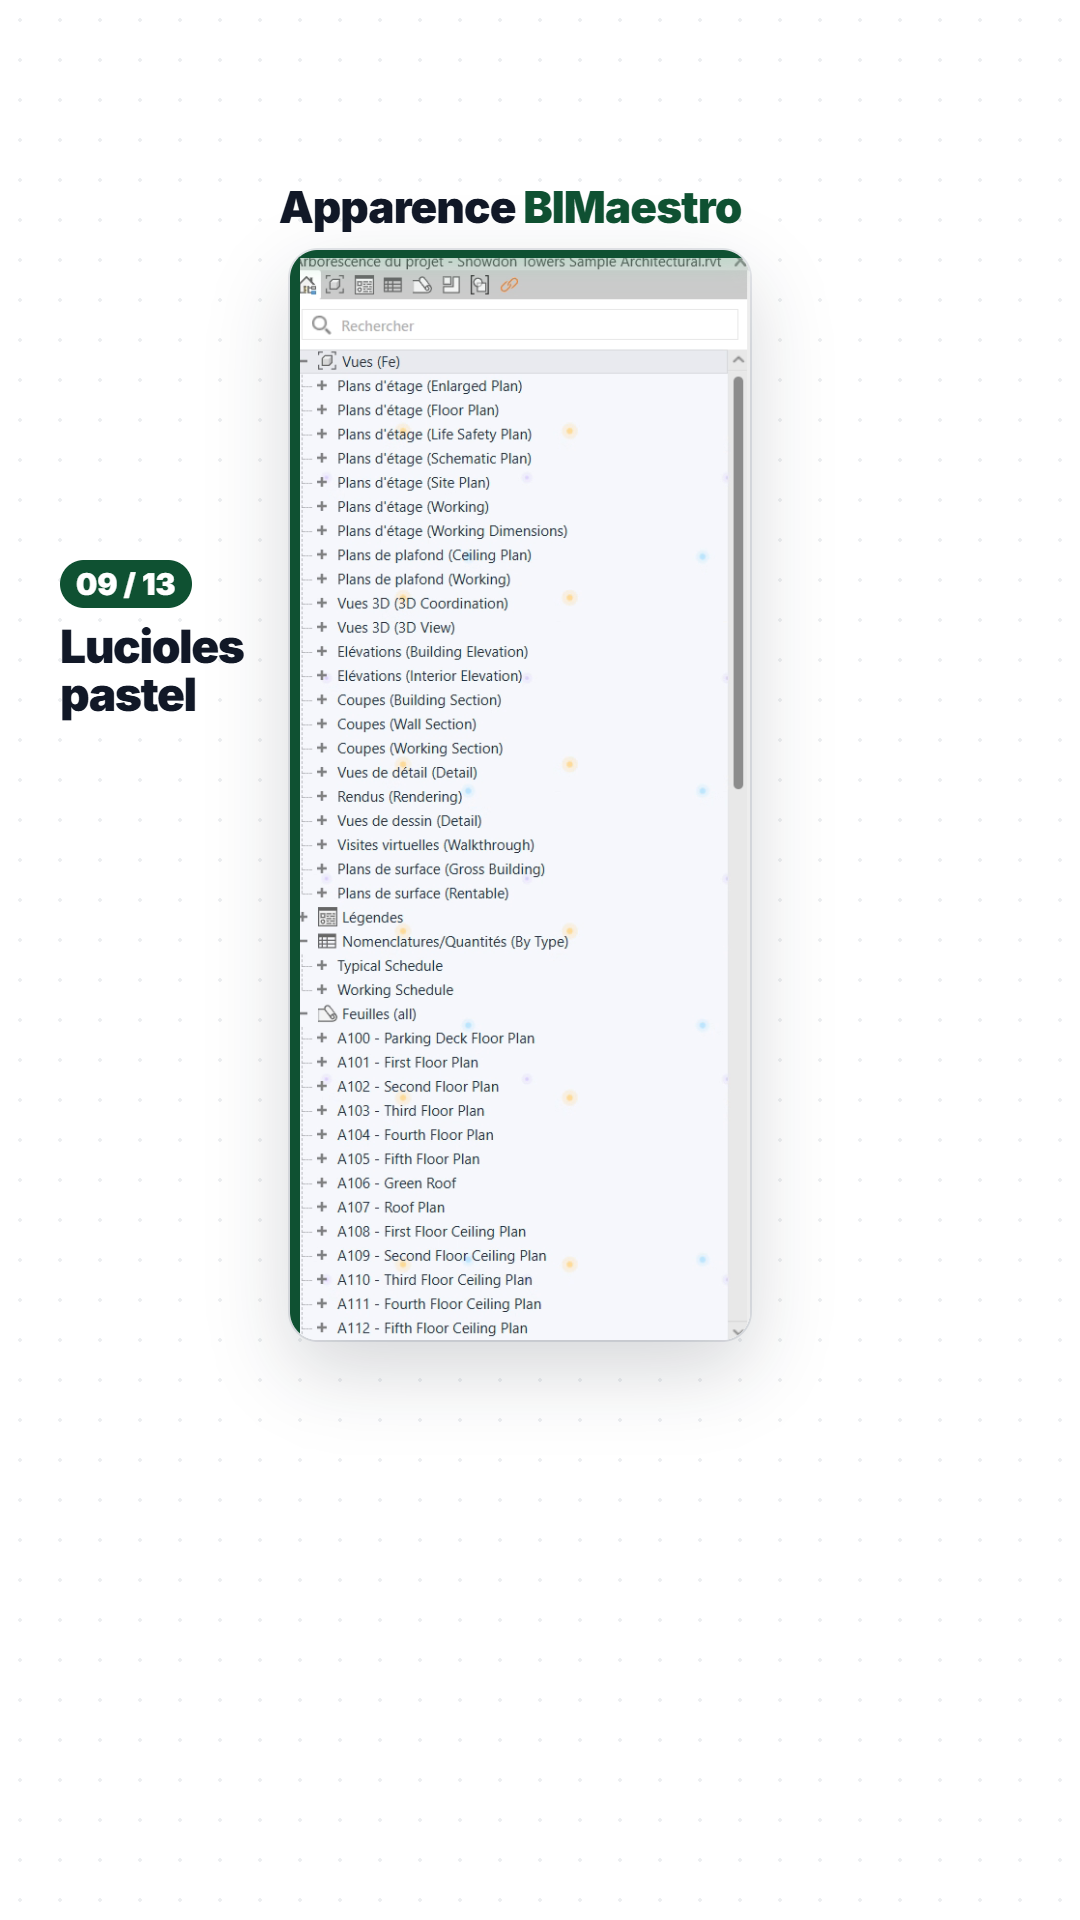 Apparence BIMaestro
Arborescence du projet - Snowdon Towers Sample Architectural.rvt
Rechercher
Vues (Fe)
Plans d'étage (Enlarged Plan)
Plans d'étage (Floor Plan)
Plans d'étage (Life Safety Plan)
Plans d'étage (Schematic Plan)
Plans d'étage (Site Plan)
Plans d'étage (Working)
Plans d'étage (Working Dimensions)
Plans de plafond (Ceiling Plan)
Plans de plafond (Working)
Vues 3D (3D Coordination)
Vues 3D (3D View)
Elévations (Building Elevation)
Elévations (Interior Elevation)
Coupes (Building Section)
Coupes (Wall Section)
Coupes (Working Section)
Vues de détail (Detail)
Rendus (Rendering)
Vues de dessin (Detail)
Visites virtuelles (Walkthrough)
Plans de surface (Gross Building)
Plans de surface (Rentable)
Légendes
Nomenclatures/Quantités (By Type)
Typical Schedule
Working Schedule
Feuilles (all)
A100 - Parking Deck Floor Plan
A101 - First Floor Plan
A102 - Second Floor Plan
A103 - Third Floor Plan
A104 - Fourth Floor Plan
A105 - Fifth Floor Plan
A106 - Green Roof
A107 - Roof Plan
A108 - First Floor Ceiling Plan
A109 - Second Floor Ceiling Plan
A110 - Third Floor Ceiling Plan
A111 - Fourth Floor Ceiling Plan
A112 - Fifth Floor Ceiling Plan
09 / 13
Lucioles
pastel